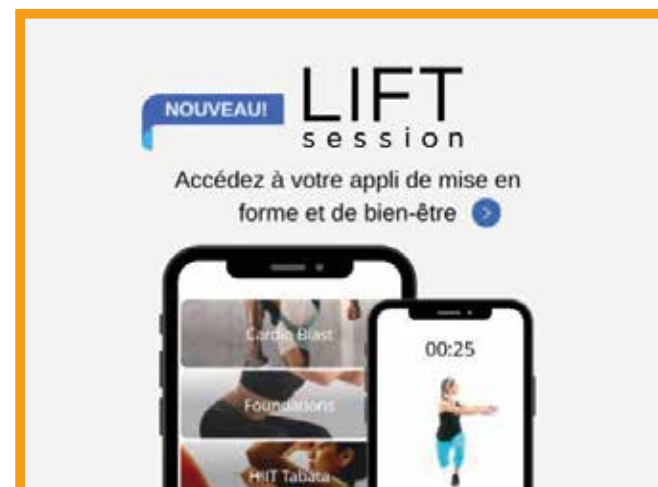 NOUVEAU!
LIFT
session
Accédez à votre appli de mise en
forme et de bien-être
Cardio Blast
00:25
Foundations
HIIT Tabata